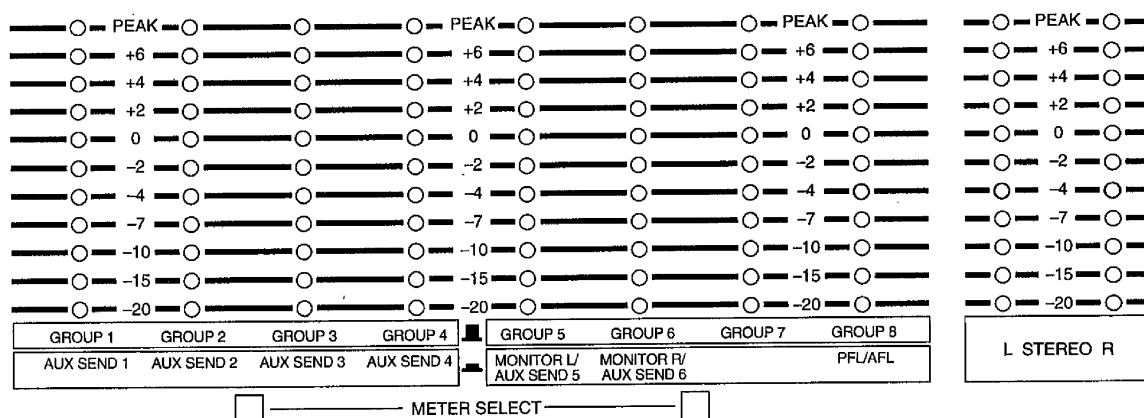 PEAK PEAK PEAK PEAK
+6 +6 +6 +6
+4 +4 +4 +4
+2 +2 +2 +2
0 0 0 0
–2 –2 –2 –2
–4 –4 –4 –4
–7 –7 –7 –7
–10 –10 –10 –10
–15 –15 –15 –15
–20 –20 –20 –20
GROUP 1 GROUP 2 GROUP 3 GROUP 4 GROUP 5 GROUP 6 GROUP 7 GROUP 8
AUX SEND 1 AUX SEND 2 AUX SEND 3 AUX SEND 4 MONITOR L/ MONITOR R/ PFL/AFL
AUX SEND 5 AUX SEND 6
L STEREO R
METER SELECT